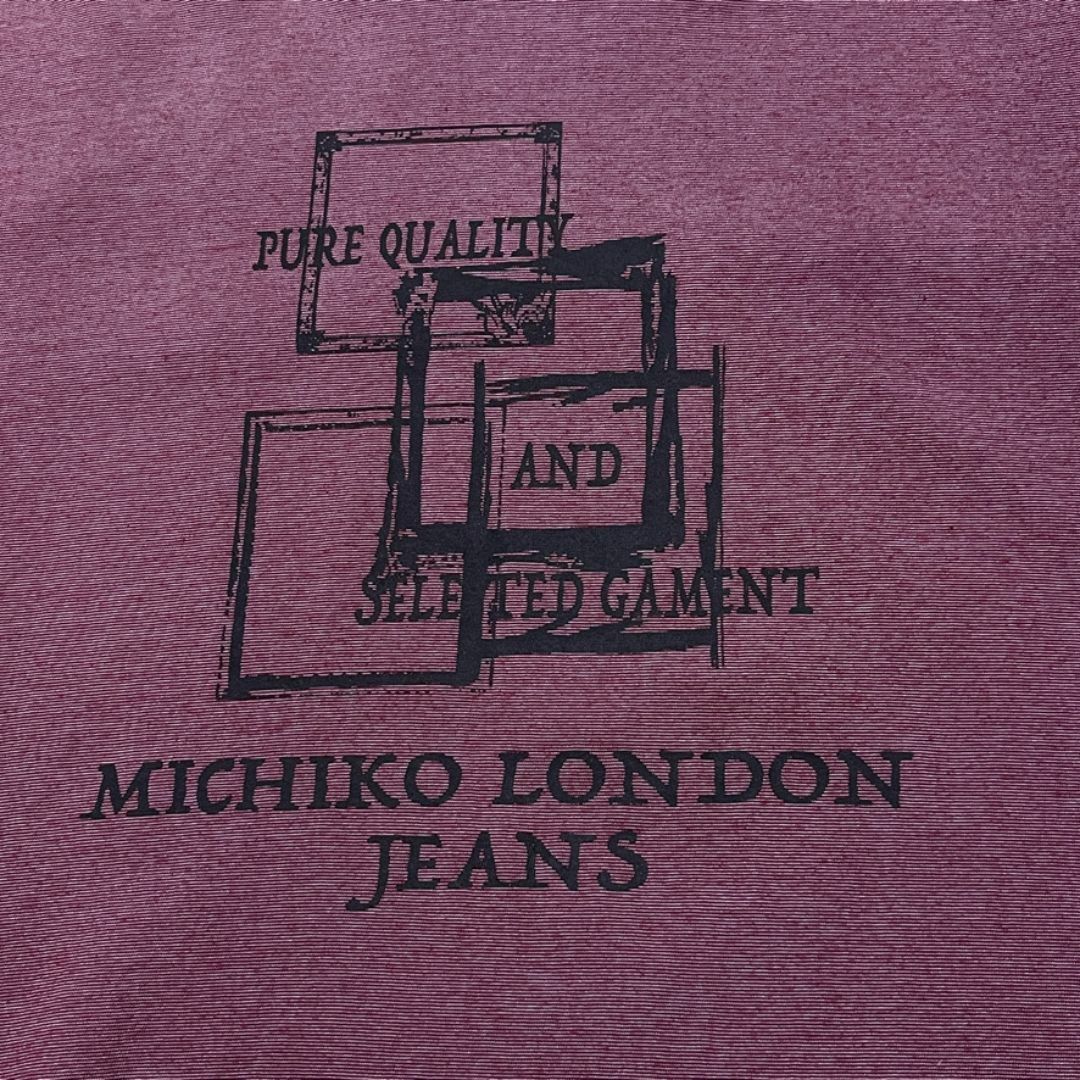 PURE QUALITY
AND
SELECTED GAMENT
MICHIKO LONDON
JEANS